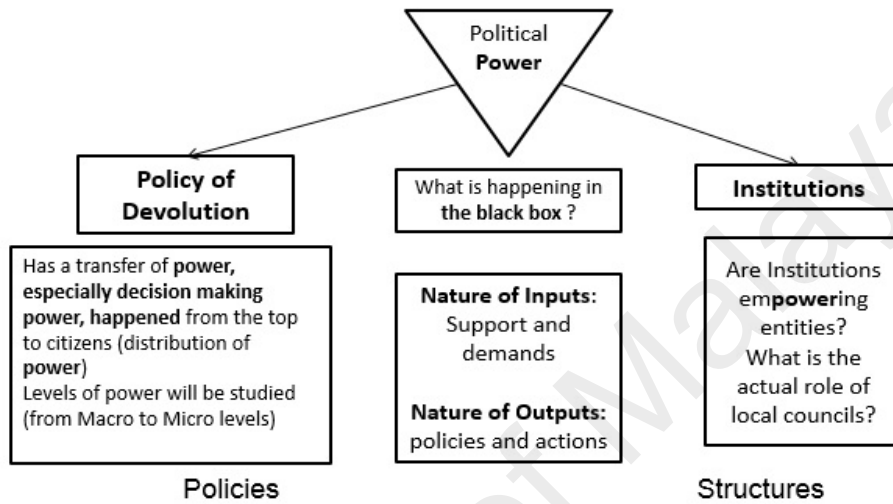 Political
Power
Policy of
Devolution
What is happening in
the black box ?
Institutions
Has a transfer of power,
especially decision making
power, happened from the top
to citizens (distribution of
power)
Levels of power will be studied
(from Macro to Micro levels)
Nature of Inputs:
Support and
demands
Nature of Outputs:
policies and actions
Are Institutions
empowering
entities?
What is the
actual role of
local councils?
Policies
Structures
of Malaya